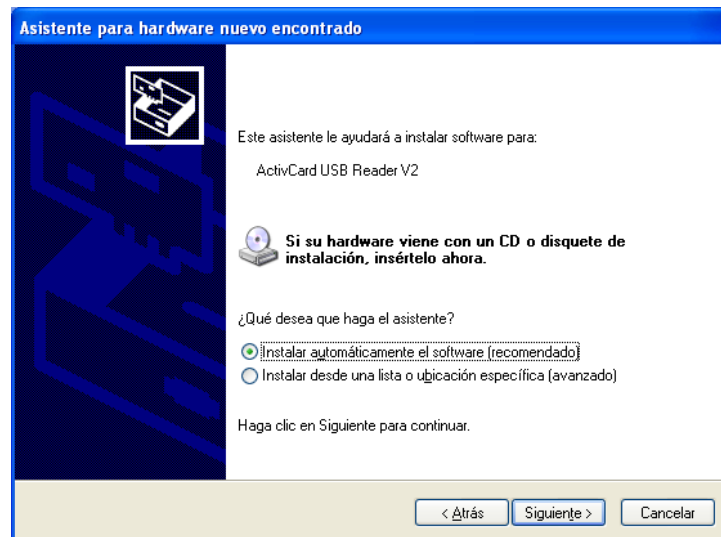 Asistente para hardware nuevo encontrado
Este asistente le ayudará a instalar software para:
ActivCard USB Reader V2
Si su hardware viene con un CD o disquete de
instalación, insértelo ahora.
¿Qué desea que haga el asistente?
Instalar automáticamente el software (recomendado)
Instalar desde una lista o ubicación específica (avanzado)
Haga clic en Siguiente para continuar.
< Atrás
Siguiente >
Cancelar